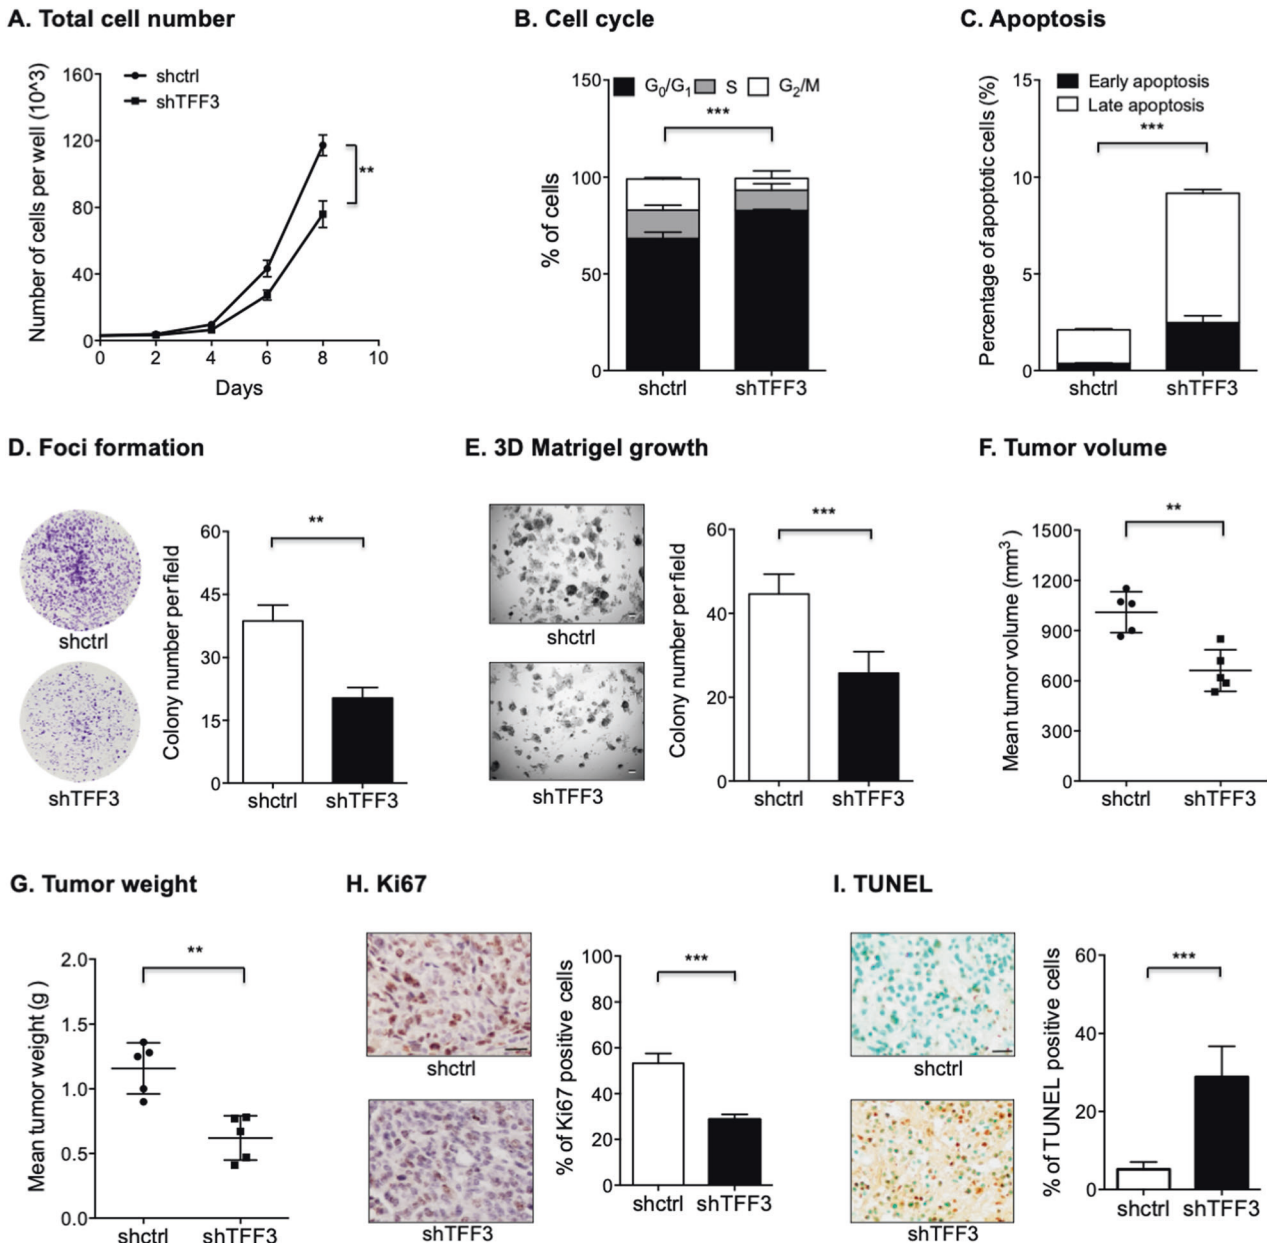 A. Total cell number
B. Cell cycle
C. Apoptosis
Number of cells per well (10^3)
160
120
80
40
0
shctrl
shTFF3
**
0 2 4 6 8 10
Days
% of cells
150
100
50
0
G0/G1 S G2/M
***
shctrl shTFF3
Percentage of apoptotic cells (%)
15
10
5
0
Early apoptosis
Late apoptosis
***
shctrl shTFF3
D. Foci formation
E. 3D Matrigel growth
F. Tumor volume
shctrl
shTFF3
Colony number per field
60
45
30
15
0
**
shctrl shTFF3
shctrl
shTFF3
Colony number per field
60
40
20
0
***
shctrl shTFF3
Mean tumor volume (mm³)
1500
1200
900
600
300
0
**
shctrl shTFF3
G. Tumor weight
H. Ki67
I. TUNEL
Mean tumor weight (g)
2.0
1.5
1.0
0.5
0.0
**
shctrl shTFF3
shctrl
shTFF3
% of Ki67 positive cells
100
80
60
40
20
0
***
shctrl shTFF3
shctrl
shTFF3
% of TUNEL positive cells
60
40
20
0
***
shctrl shTFF3